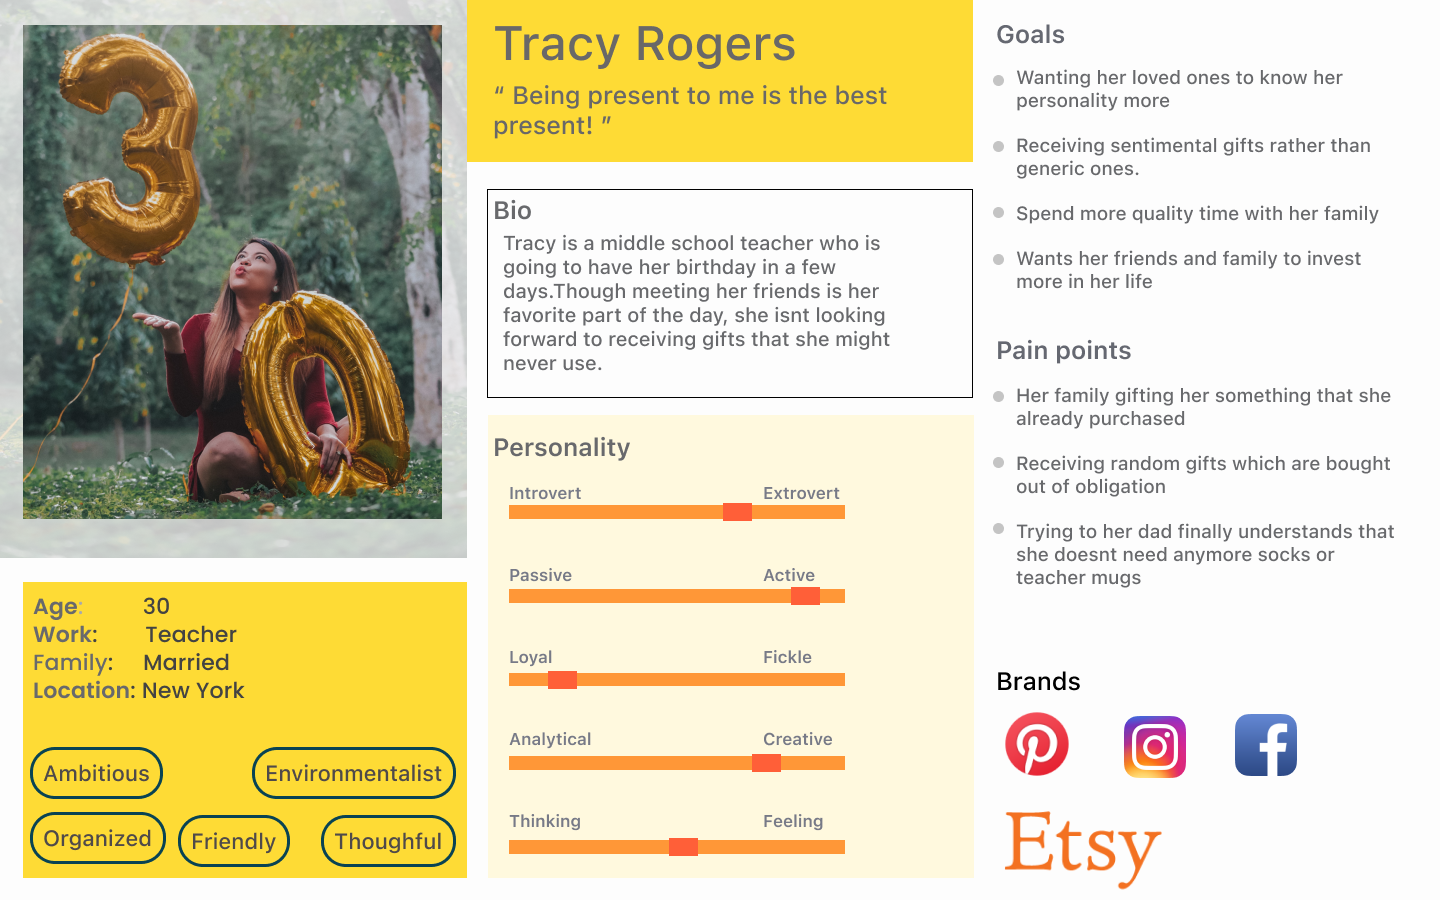 30
Tracy Rogers
“ Being present to me is the best
present! ”
Bio
Tracy is a middle school teacher who is
going to have her birthday in a few
days.Though meeting her friends is her
favorite part of the day, she isnt looking
forward to receiving gifts that she might
never use.
Personality
Introvert Extrovert
Passive Active
Loyal Fickle
Analytical Creative
Thinking Feeling
Age: 30
Work: Teacher
Family: Married
Location: New York
Ambitious Environmentalist
Organized Friendly Thoughtful
Goals
Wanting her loved ones to know her
personality more
Receiving sentimental gifts rather than
generic ones.
Spend more quality time with her family
Wants her friends and family to invest
more in her life
Pain points
Her family gifting her something that she
already purchased
Receiving random gifts which are bought
out of obligation
Trying to her dad finally understands that
she doesnt need anymore socks or
teacher mugs
Brands
Etsy